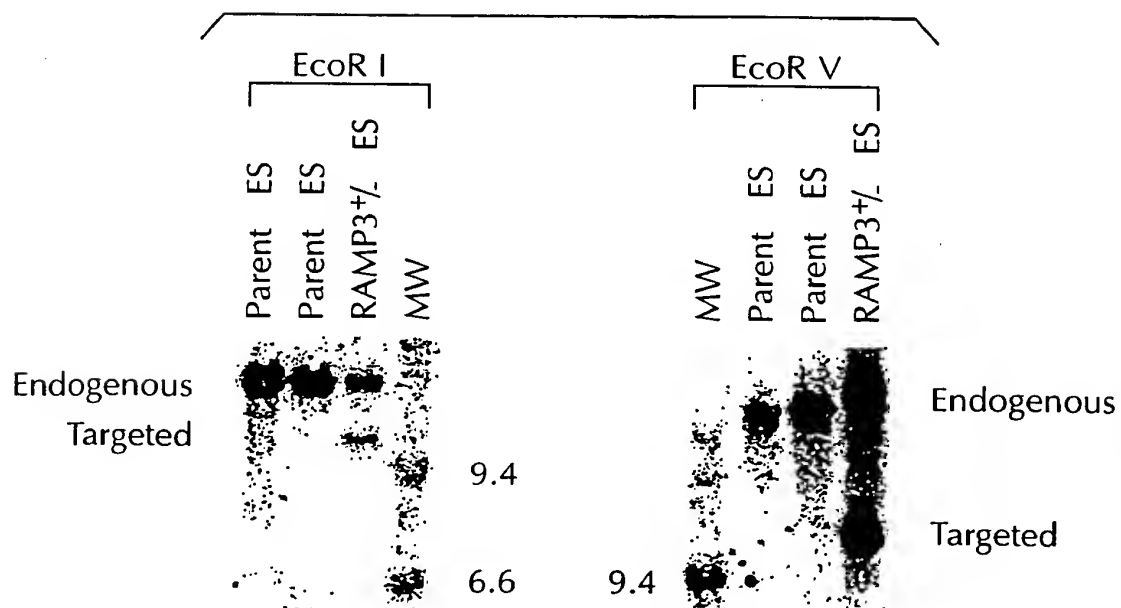 EcoR I
EcoR V
Parent ES
Parent ES
RAMP3+/- ES
MW
MW
Parent ES
Parent ES
RAMP3+/- ES
Endogenous
Targeted
9.4
6.6
9.4
Endogenous
Targeted